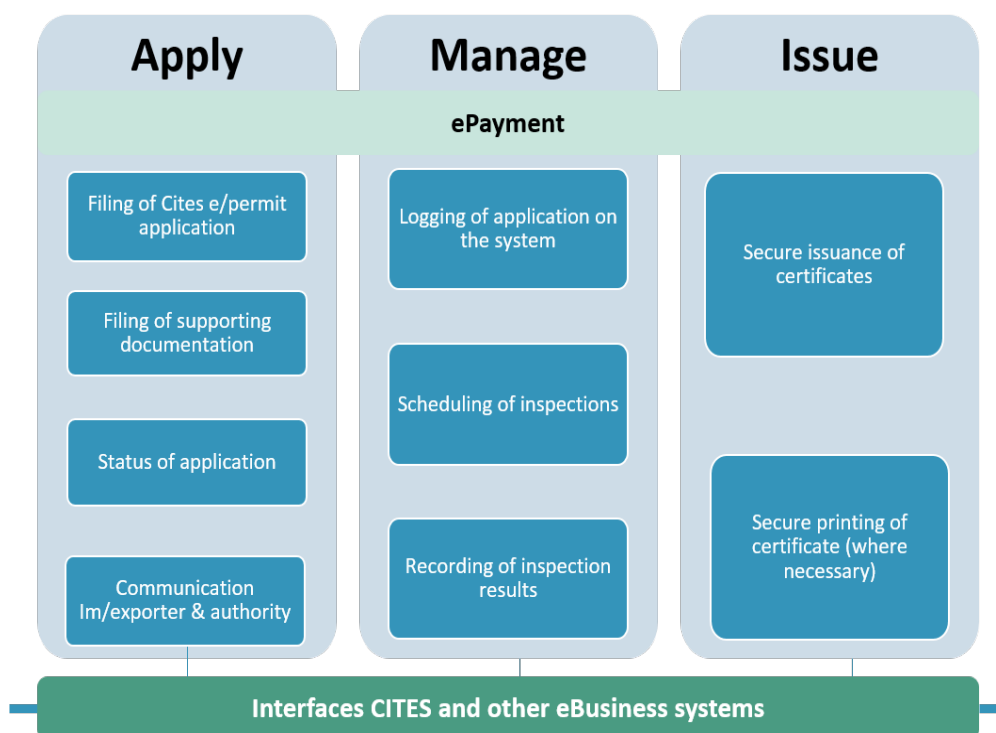 Apply
Manage
Issue
ePayment
Filing of Cites e/permit
application
Filing of supporting
documentation
Status of application
Communication
Im/exporter & authority
Logging of application on
the system
Scheduling of inspections
Recording of inspection
results
Secure issuance of
certificates
Secure printing of
certificate (where
necessary)
Interfaces CITES and other eBusiness systems